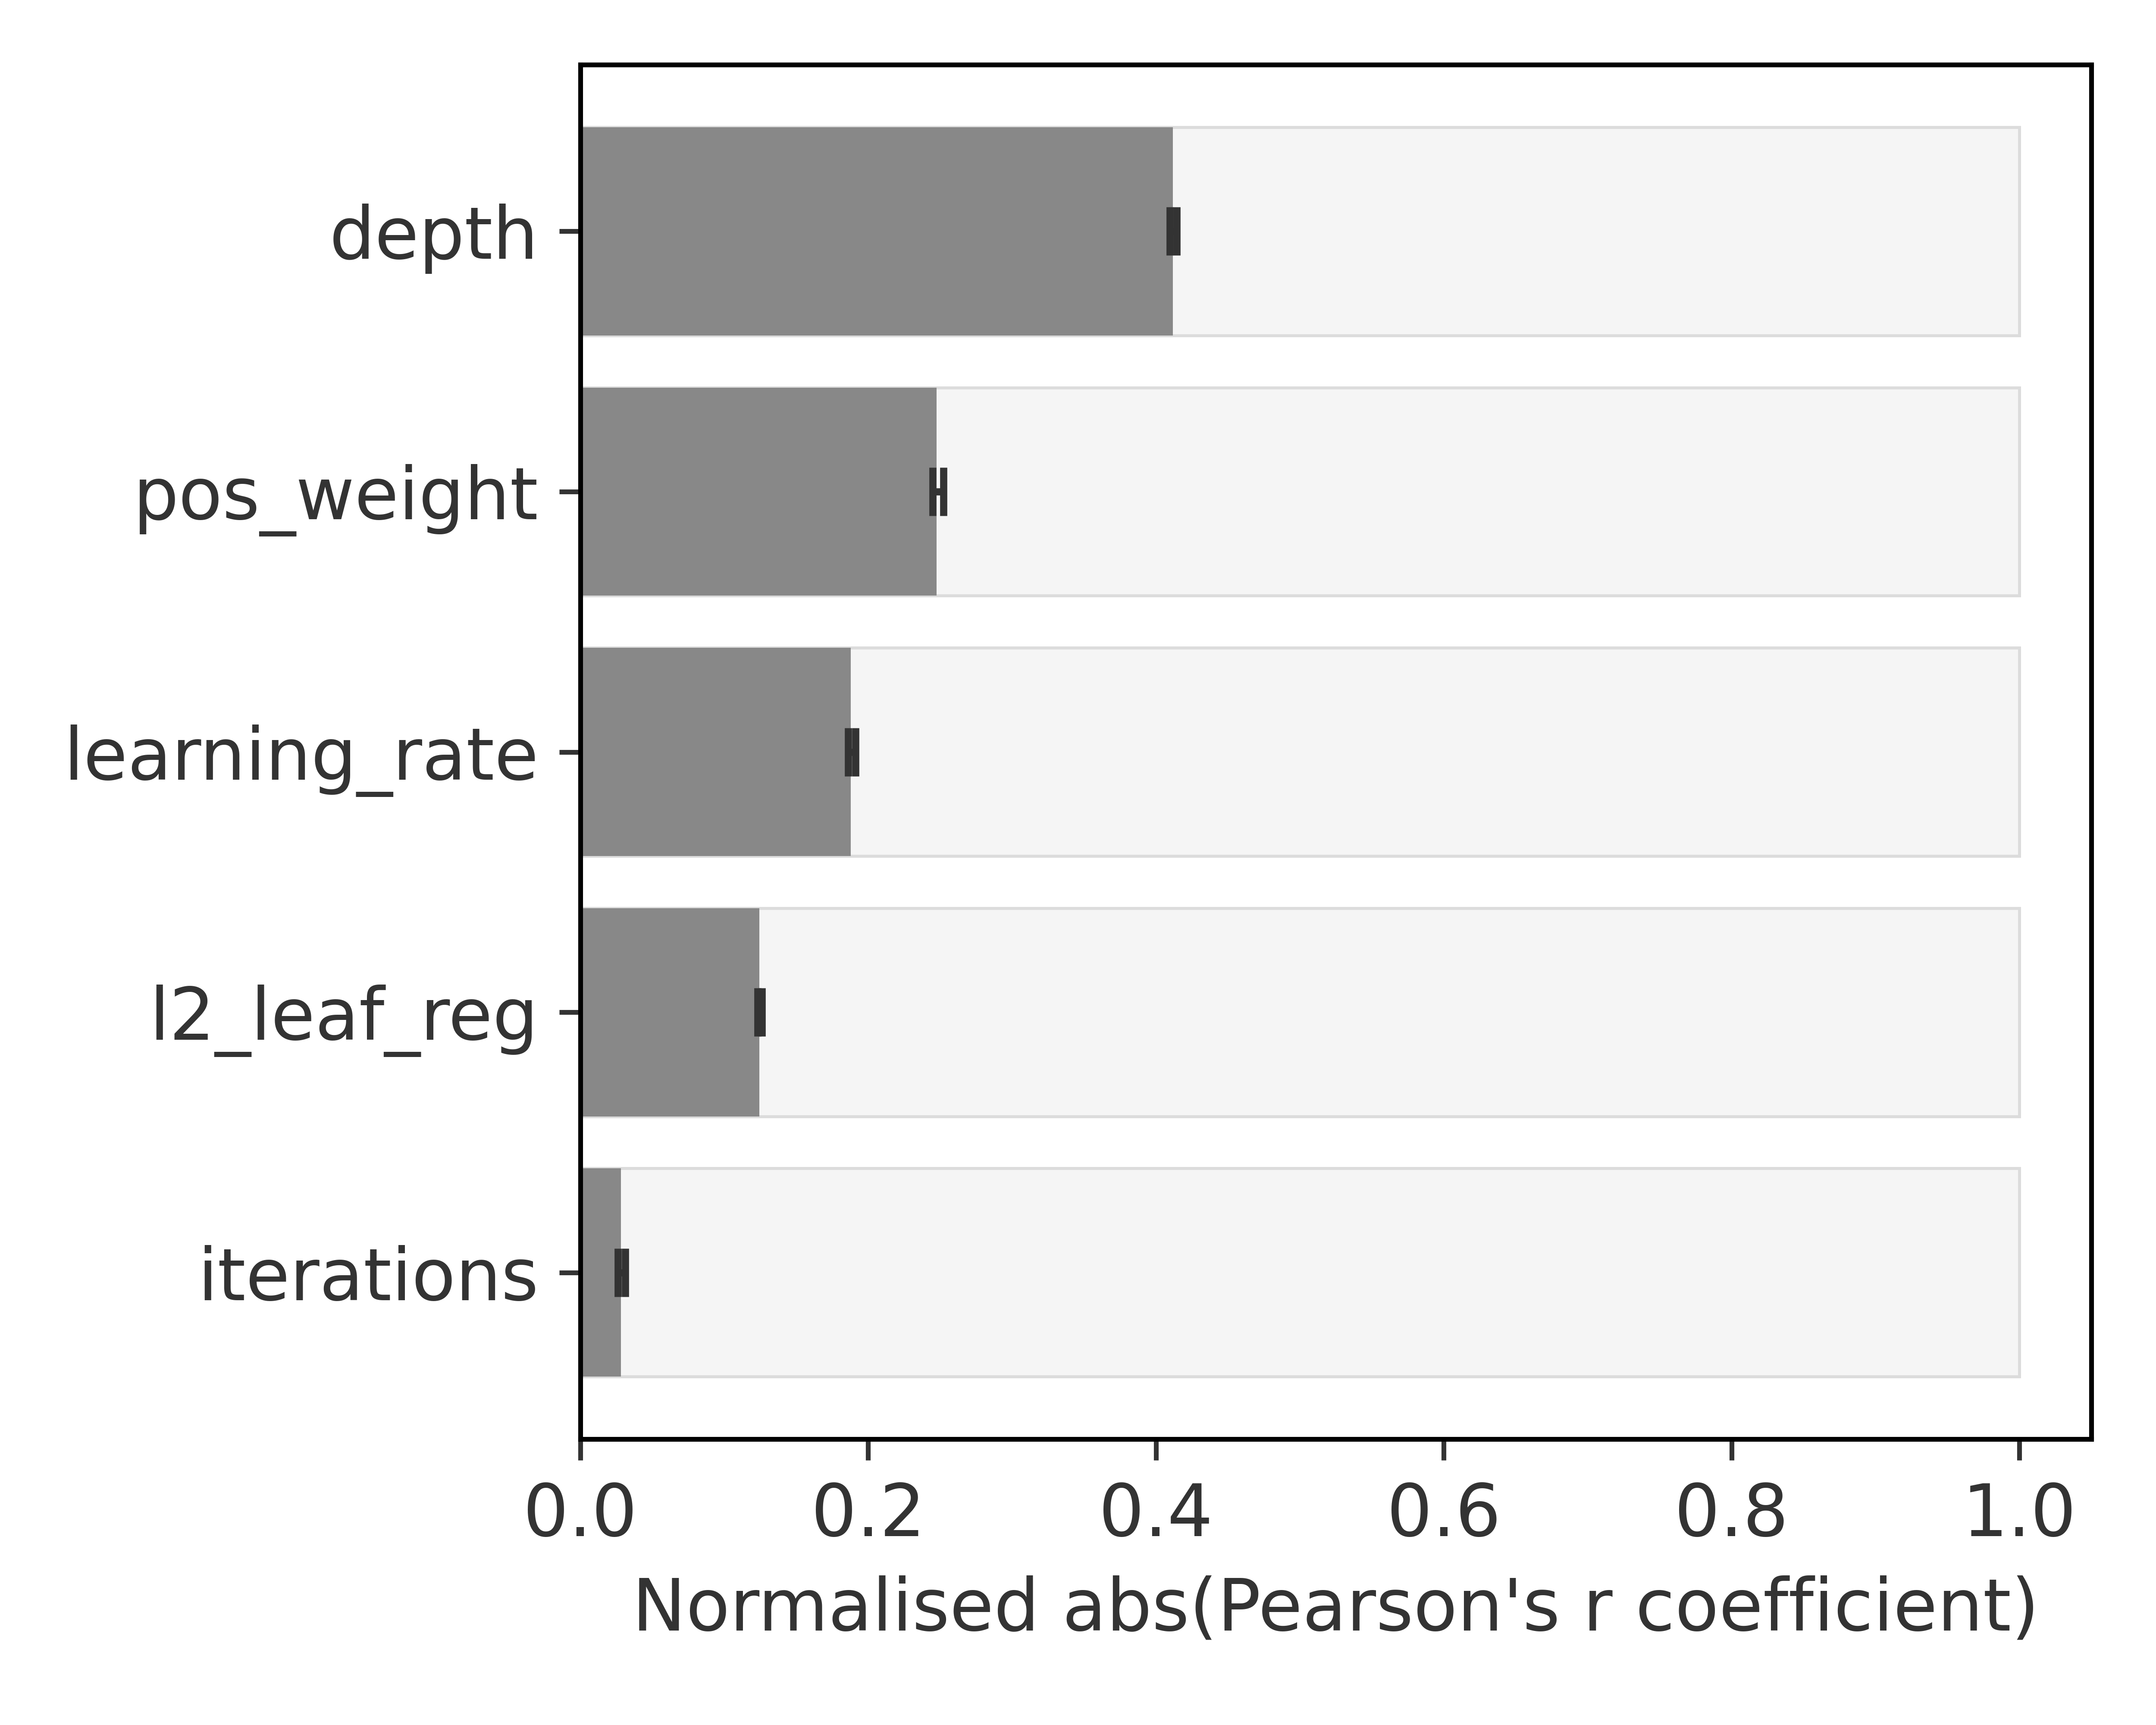 depth
pos_weight
learning_rate
l2_leaf_reg
iterations
0.0 0.2 0.4 0.6 0.8 1.0
Normalised abs(Pearson's r coefficient)